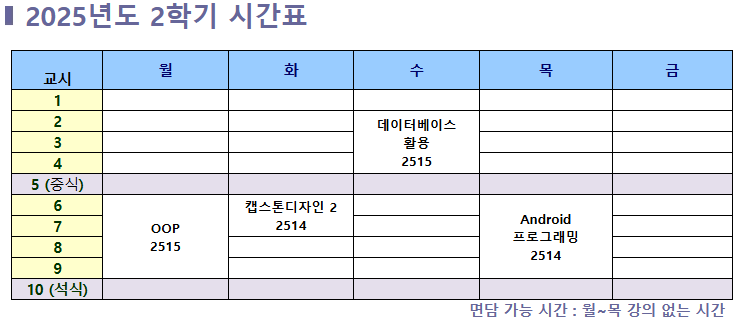 2025년도 2학기 시간표
교시 월 화 수 목 금
1
2
3
4
데이터베이스
활용
2515
5 (중식)
6
7
8
9
OOP
2515
캡스톤디자인 2
2514
Android
프로그래밍
2514
10 (석식)
면담 가능 시간 : 월~목 강의 없는 시간